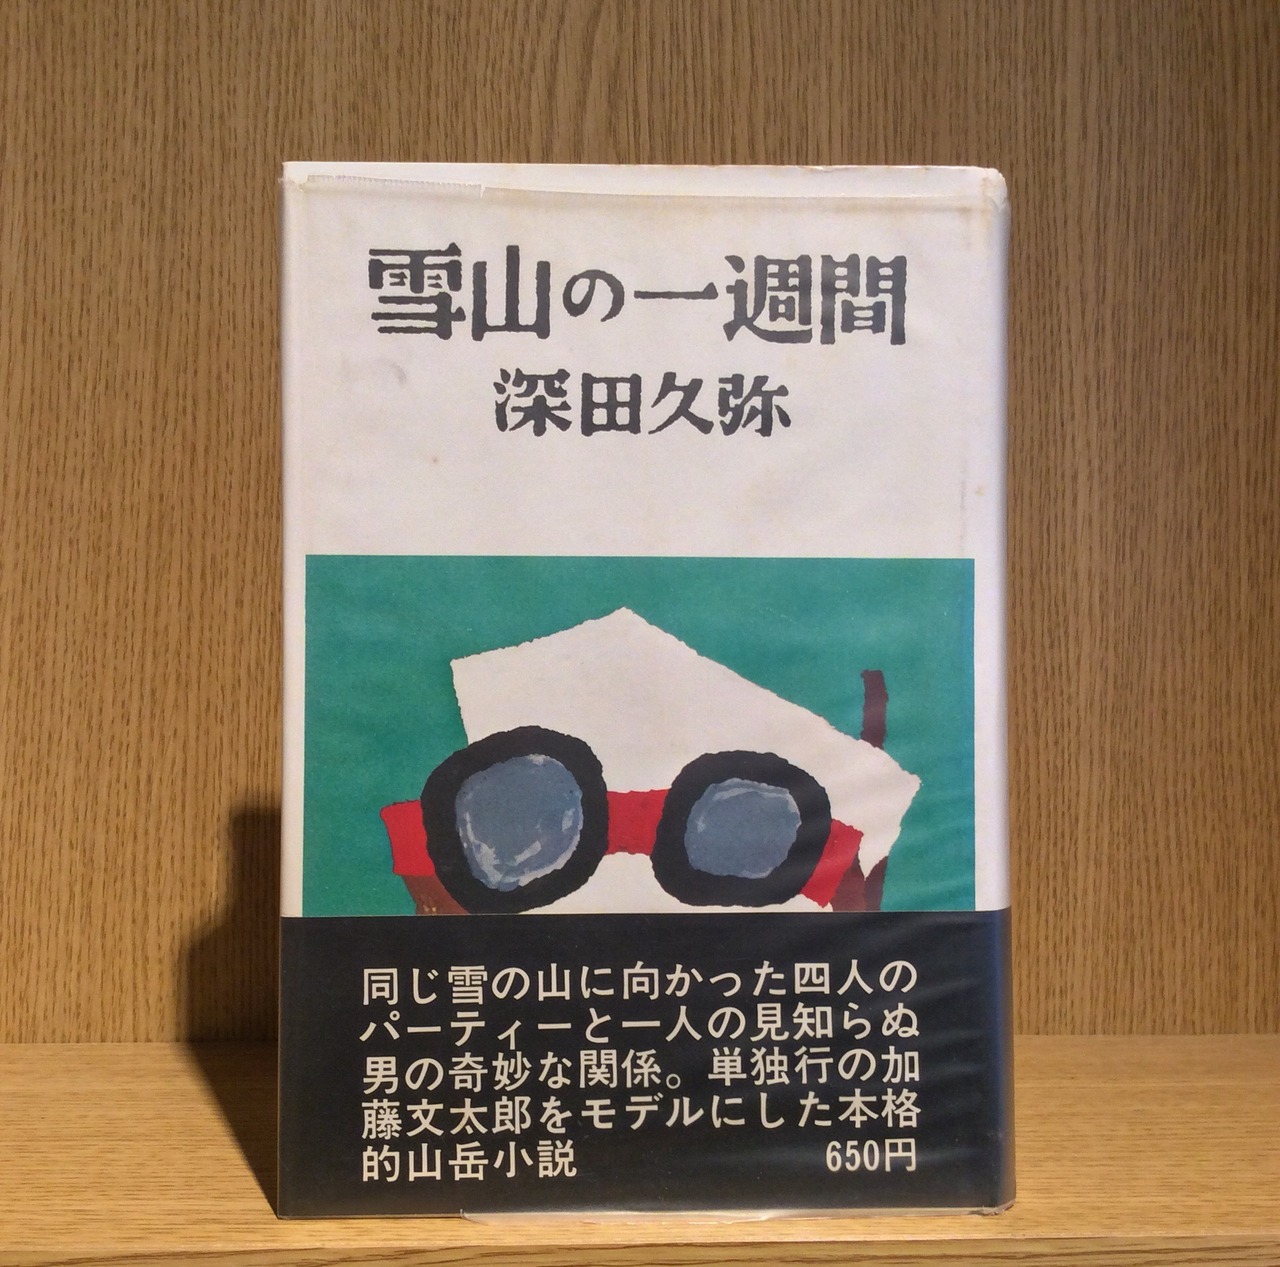 雪山の一週間
深田久弥
同じ雪の山に向かった四人の
パーティーと一人の見知らぬ
男の奇妙な関係。単独行の加
藤文太郎をモデルにした本格
的山岳小説 650円